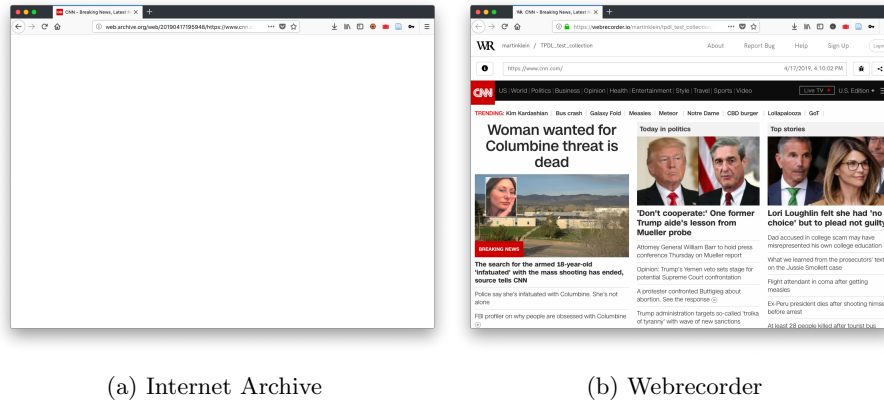 CNN - Breaking News, Latest N
web.archive.org/web/20190417195948/https://www.cnn.c
(a) Internet Archive
CNN - Breaking News, Latest N
https://webrecorder.io/martinklein/tpdl_test_collection
WR
martinklein / TPDL_test_collection
About
Report Bug
Help
Sign Up
Login
https://www.cnn.com/
4/17/2019, 4:10:02 PM
CNN
US | World | Politics | Business | Opinion | Health | Entertainment | Style | Travel | Sports | Video
Live TV
U.S. Edition +
TRENDING: Kim Kardashian | Bus crash | Galaxy Fold | Measles | Meteor | Notre Dame | CBD burger | Lollapalooza | GoT |
Woman wanted for
Columbine threat is
dead
BREAKING NEWS
The search for the armed 18-year-old
'infatuated' with the mass shooting has ended,
source tells CNN
Police say she's infatuated with Columbine. She's not
alone
FBI profiler on why people are obsessed with Columbine
Today in politics
'Don't cooperate:' One former
Trump aide's lesson from
Mueller probe
Attorney General William Barr to hold press
conference Thursday on Mueller report
Opinion: Trump's Yemen veto sets stage for
potential Supreme Court confrontation
A protester confronted Buttigieg about
abortion. See the response
Trump administration targets so-called 'troika
of tyranny' with wave of new sanctions
Top stories
Lori Loughlin felt she had 'no
choice' but to plead not guilty
Dad accused in college scam may have
misrepresented his own college education
What we learned from the prosecutors' text
on the Jussie Smollett case
Flight attendant in coma after getting
measles
Ex-Peru president dies after shooting himse
before arrest
At least 28 people killed after tourist bus
(b) Webrecorder